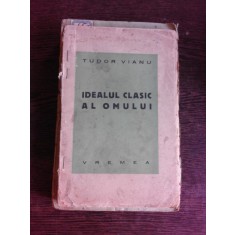 TUDOR VIANU
IDEALUL CLASIC
AL OMULUI
VREMEA